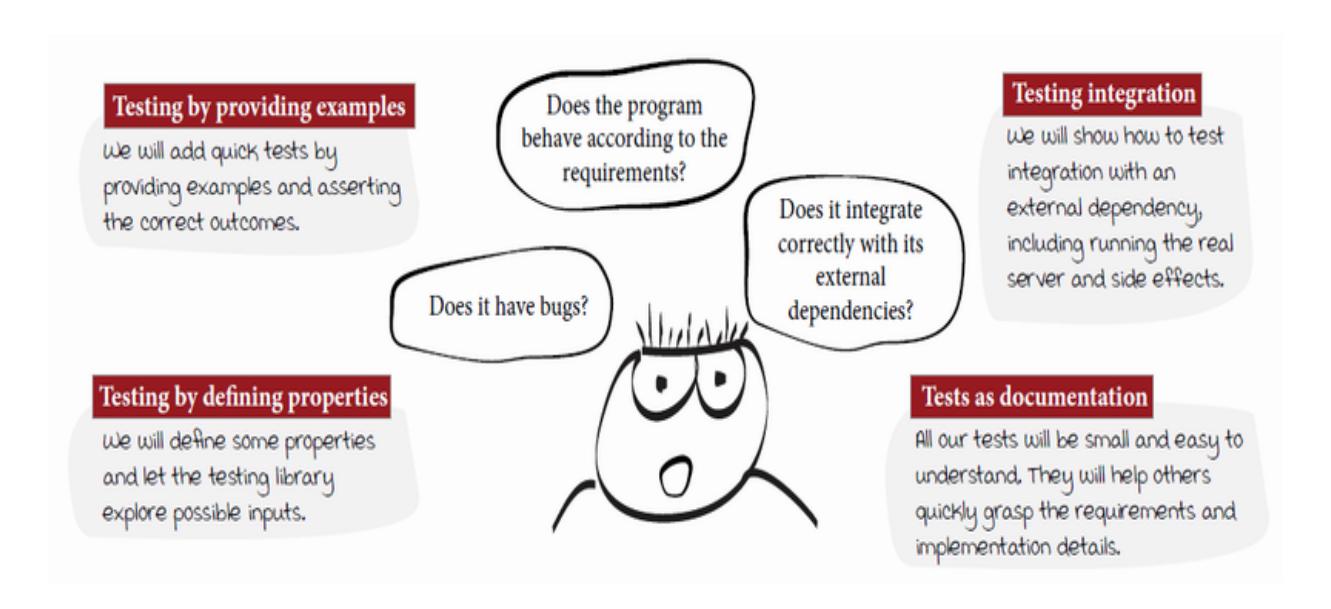 Testing by providing examples
We will add quick tests by
providing examples and asserting
the correct outcomes.
Does the program
behave according to the
requirements?
Testing integration
We will show how to test
integration with an
external dependency,
including running the real
server and side effects.
Does it integrate
correctly with its
external
dependencies?
Does it have bugs?
Testing by defining properties
We will define some properties
and let the testing library
explore possible inputs.
Tests as documentation
All our tests will be small and easy to
understand. They will help others
quickly grasp the requirements and
implementation details.